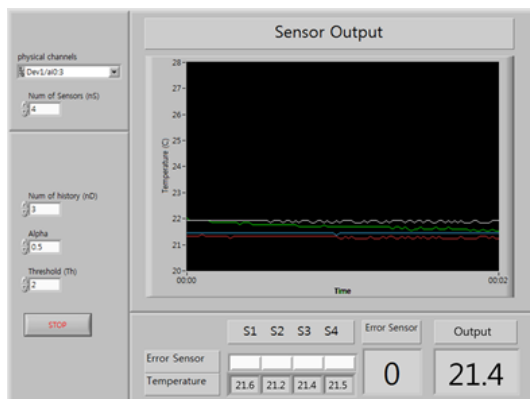 Sensor Output
physical channels
Dev1/ai0:3
Num of Sensors (nS)
4
Num of history (nD)
3
Alpha
0.5
Threshold (Th)
2
STOP
Temperature (C)
28
27
26
25
24
23
22
21
20
00:00
00:02
Time
S1 S2 S3 S4
Error Sensor
Output
Error Sensor
Temperature
21.6 21.2 21.4 21.5
0
21.4